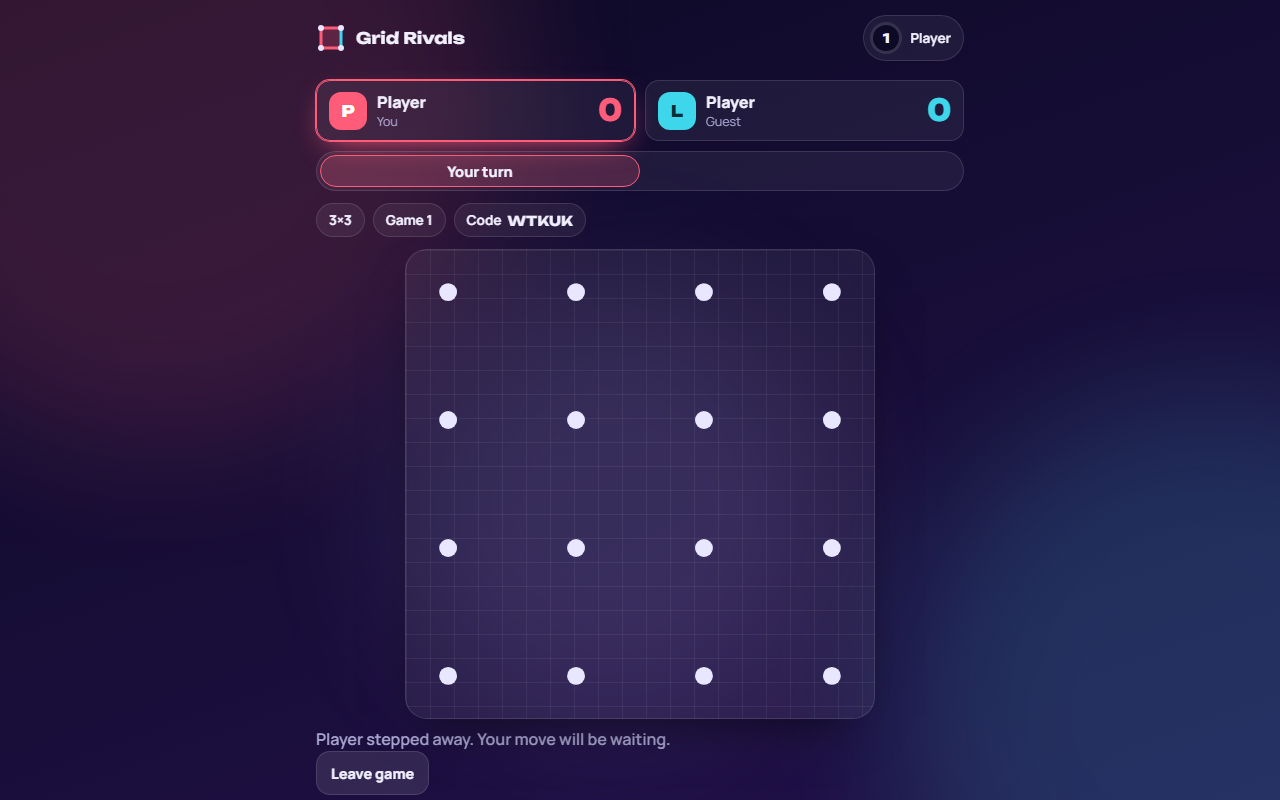 Grid Rivals
1 Player
P Player 0
You
L Player 0
Guest
Your turn
3×3 Game 1 Code WTKUK
Player stepped away. Your move will be waiting.
Leave game